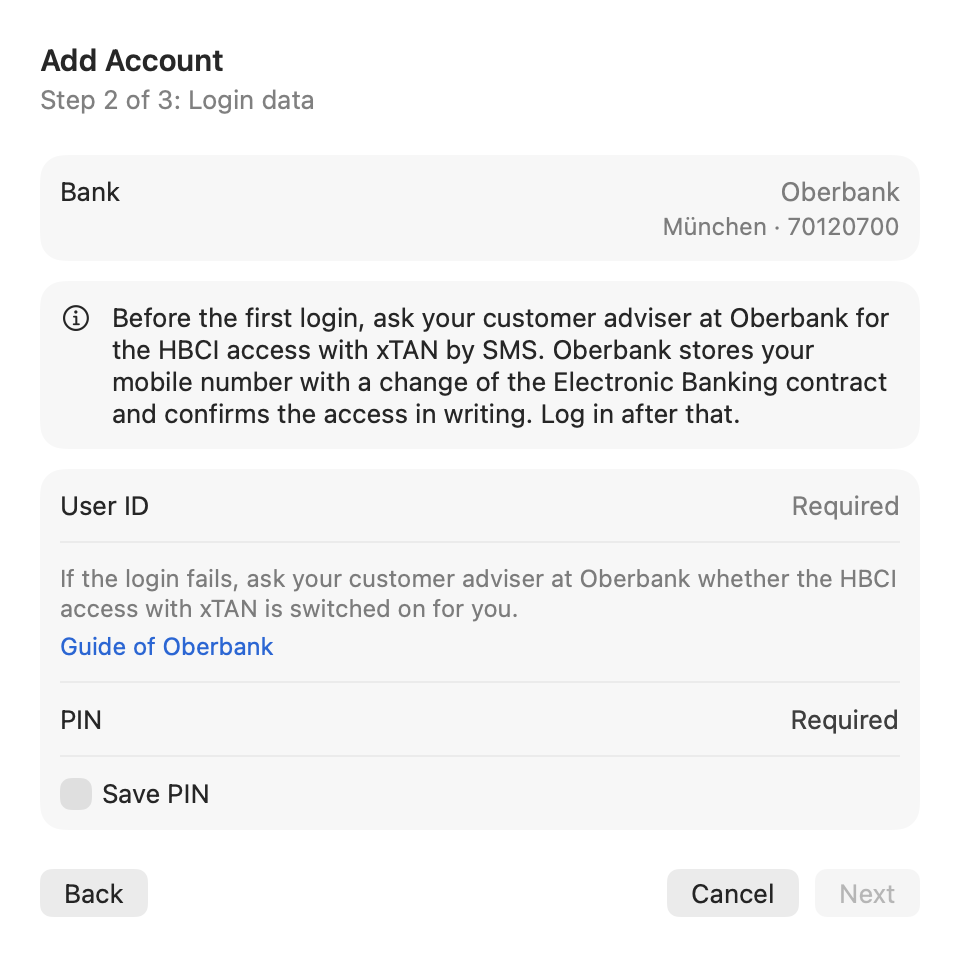 Add Account
Step 2 of 3: Login data
Bank
Oberbank
München · 70120700
Before the first login, ask your customer adviser at Oberbank for
the HBCI access with xTAN by SMS. Oberbank stores your
mobile number with a change of the Electronic Banking contract
and confirms the access in writing. Log in after that.
User ID
Required
If the login fails, ask your customer adviser at Oberbank whether the HBCI
access with xTAN is switched on for you.
Guide of Oberbank
PIN
Required
Save PIN
Back
Cancel
Next